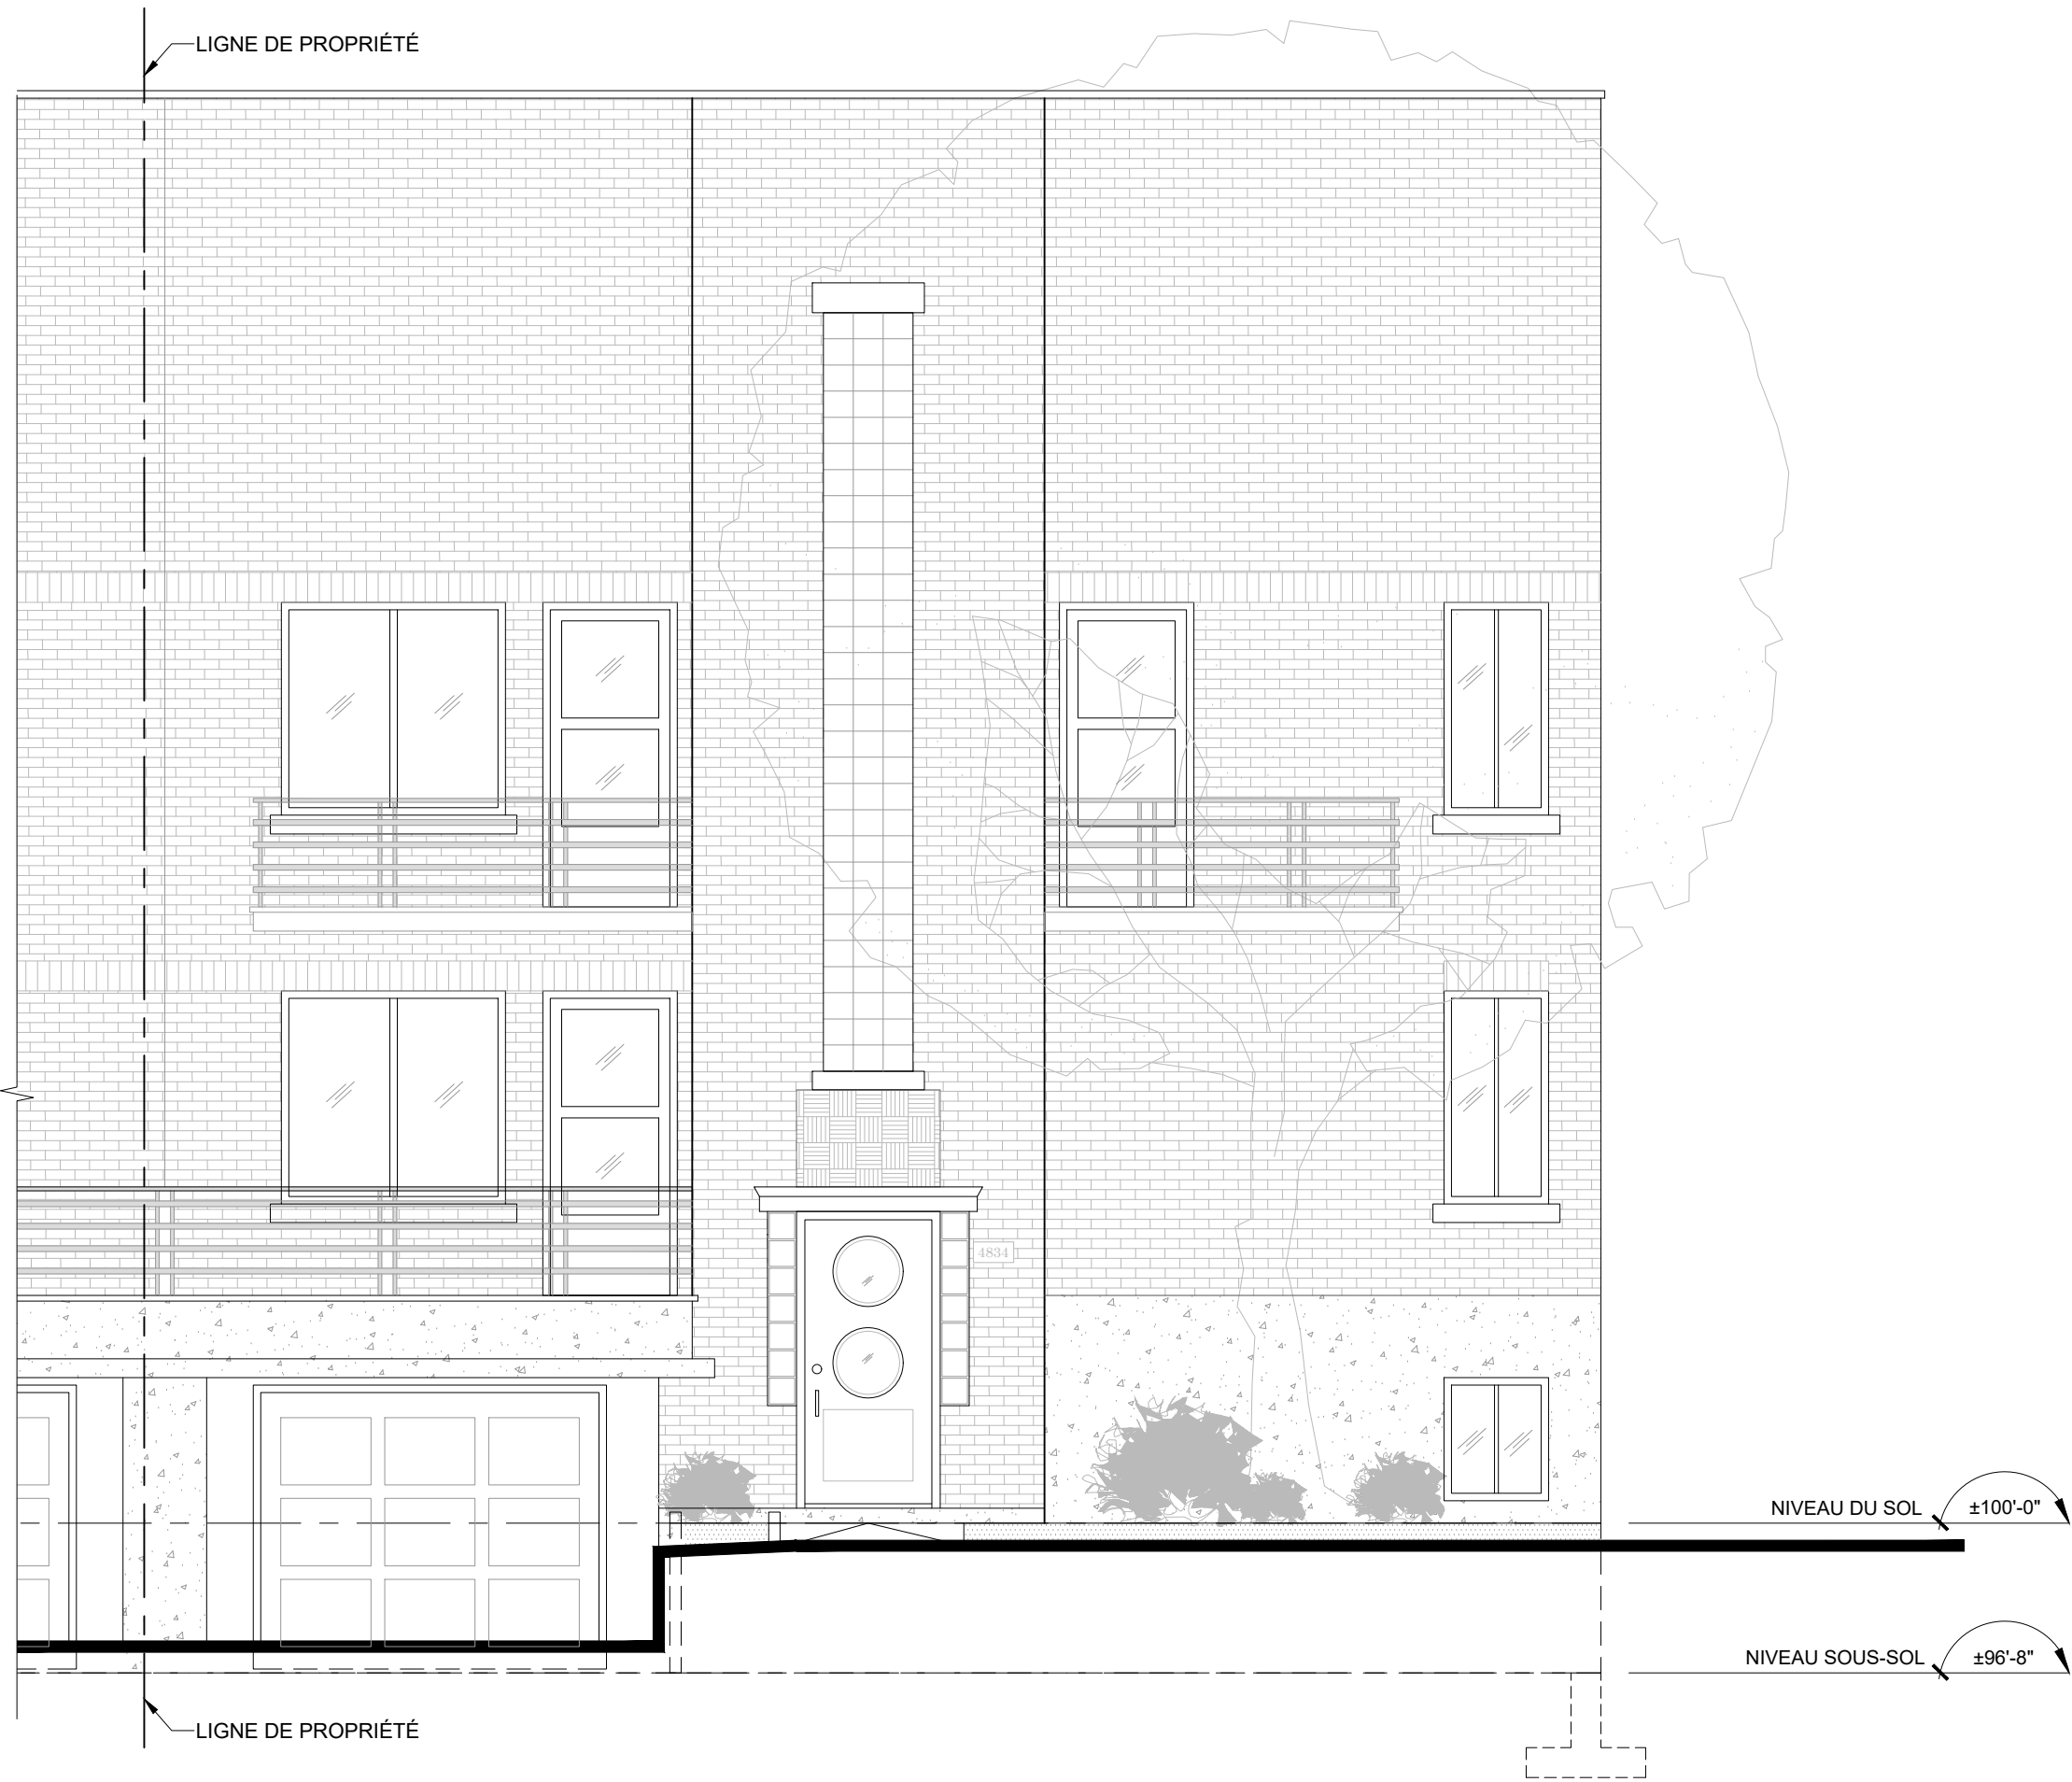 LIGNE DE PROPRIÉTÉ
4834
NIVEAU DU SOL ±100'-0"
NIVEAU SOUS-SOL ±96'-8"
LIGNE DE PROPRIÉTÉ